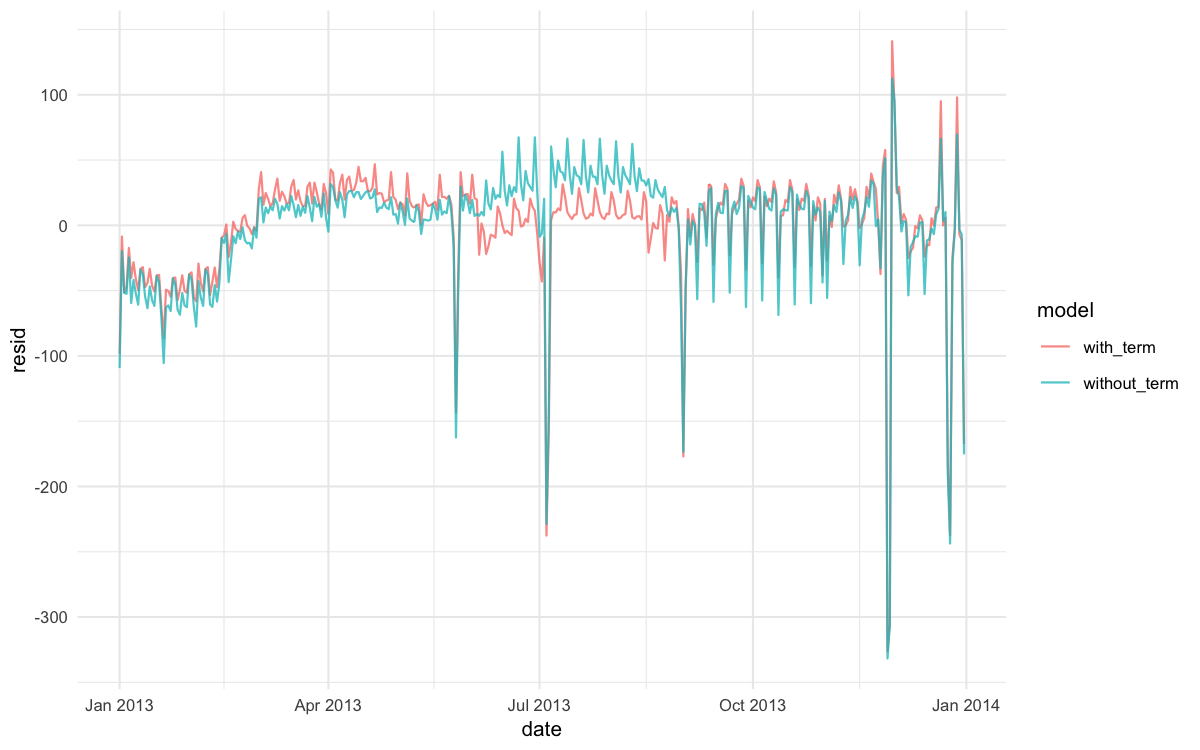 100
0
-100
-200
-300
resid
Jan 2013
Apr 2013
Jul 2013
Oct 2013
Jan 2014
date
model
with_term
without_term